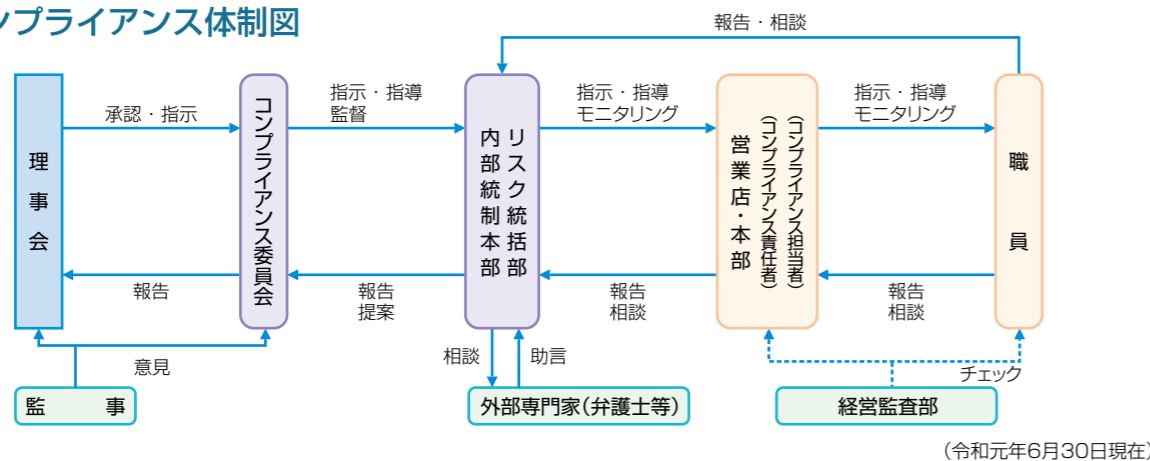 ンプライアンス体制図
報告・相談
理事会
承認・指示
報告
コンプライアンス委員会
指示・指導
監督
報告
提案
リスク統括部
内部統制本部
指示・指導
モニタリング
報告
相談
(コンプライアンス担当者)
(コンプライアンス責任者)
営業店・本部
指示・指導
モニタリング
報告
相談
職員
意見
相談
助言
チェック
監事
外部専門家(弁護士等)
経営監査部
(令和元年6月30日現在)